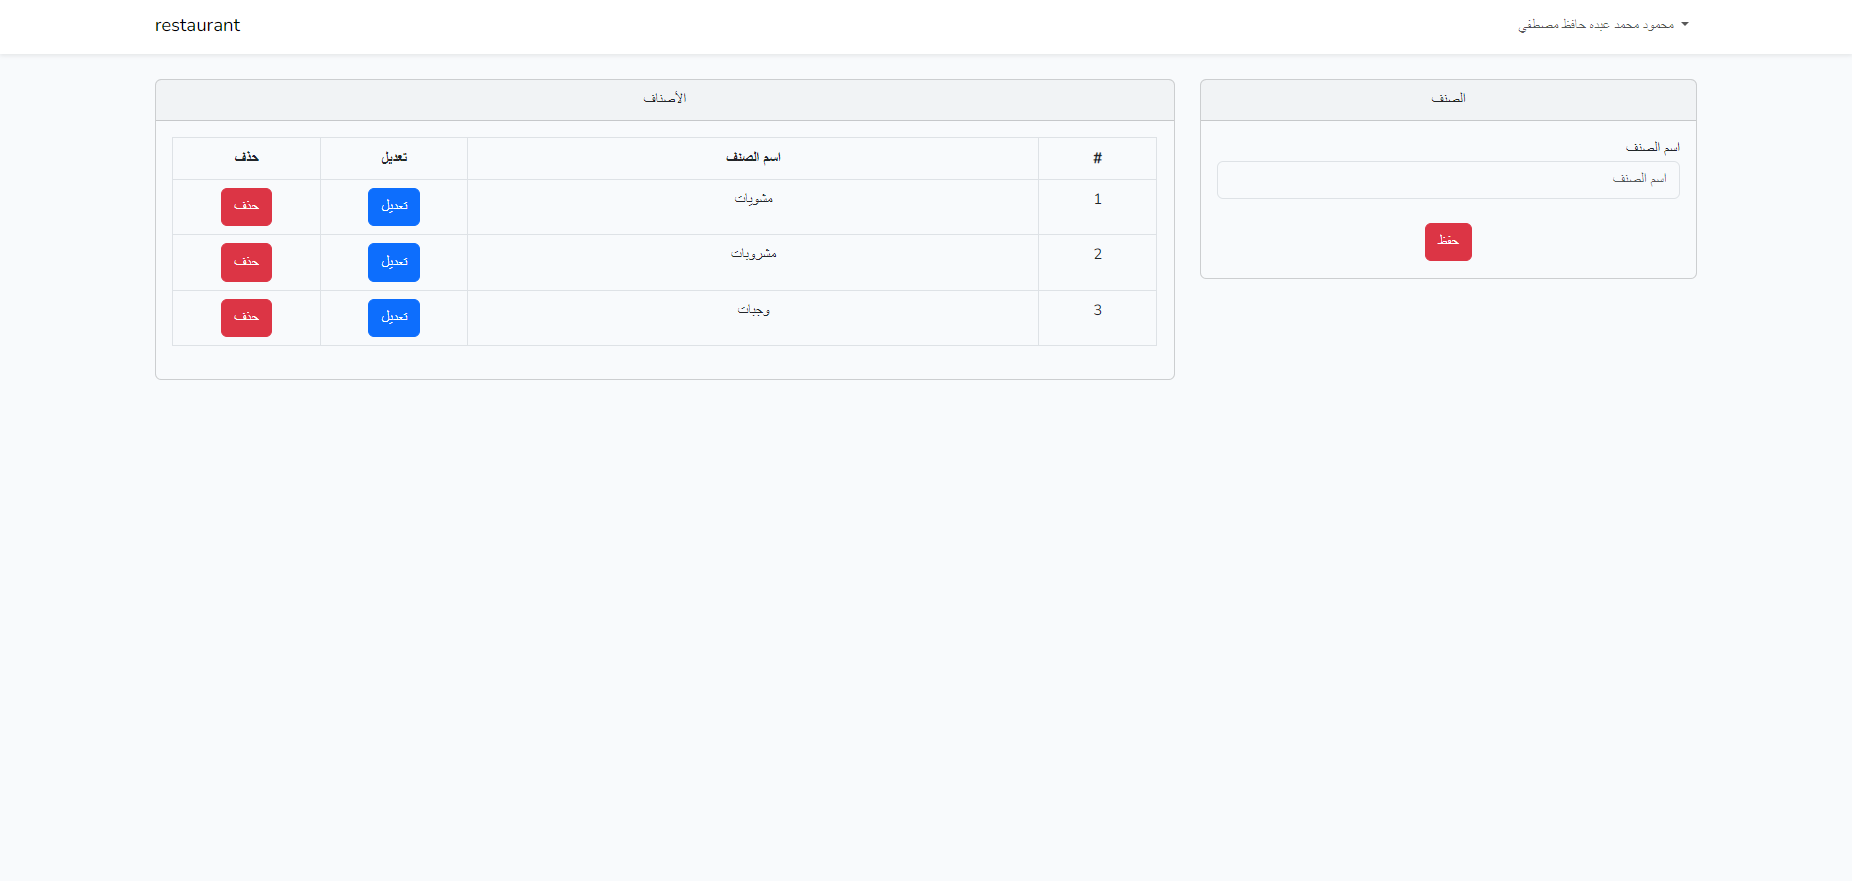 restaurant
محمود محمد عبده حافظ مصطفي
الصنف
اسم الصنف
اسم الصنف
حفظ
الأصناف
# اسم الصنف تعديل حذف
1 مشويات تعديل حذف
2 مشروبات تعديل حذف
3 وجبات تعديل حذف